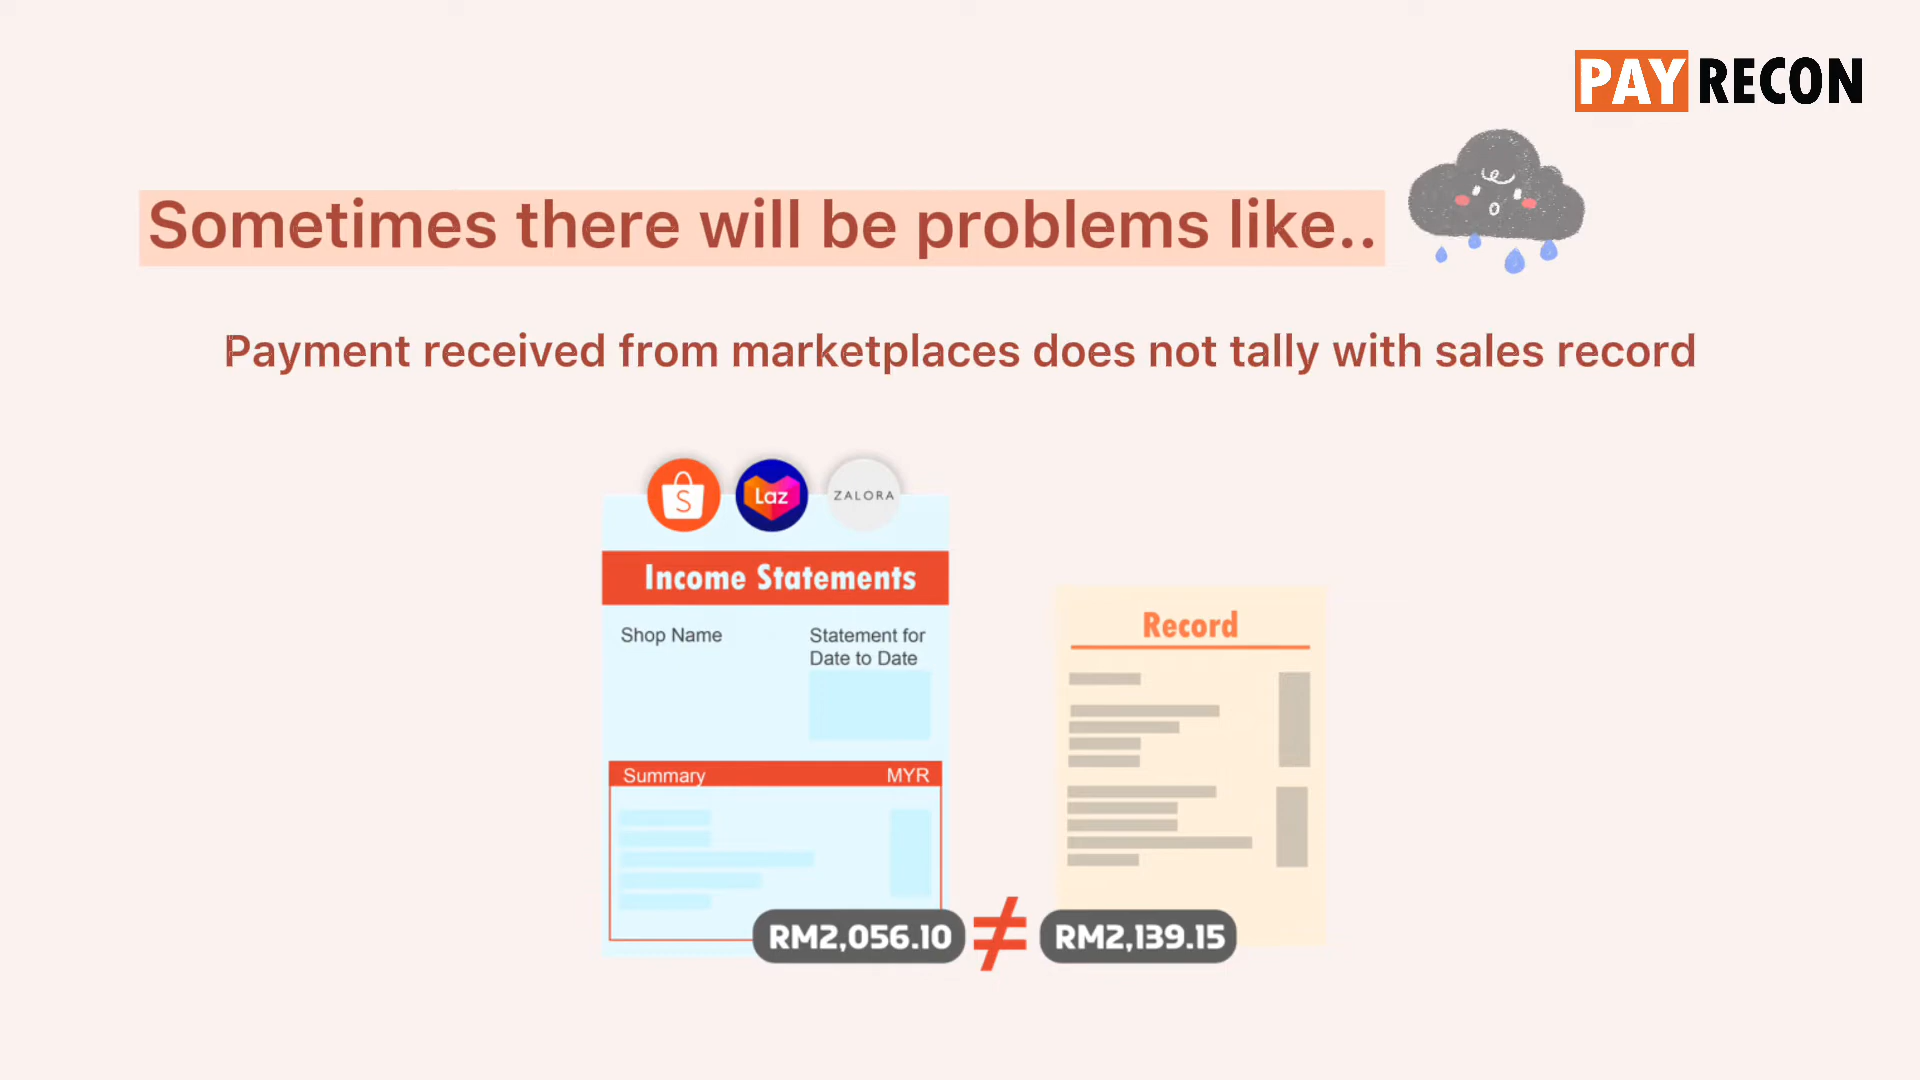 PAY RECON
Sometimes there will be problems like..
Payment received from marketplaces does not tally with sales record
S
Laz
ZALORA
Income Statements
Shop Name
Statement for
Date to Date
Summary MYR
Record
RM2,056.10 ≠ RM2,139.15